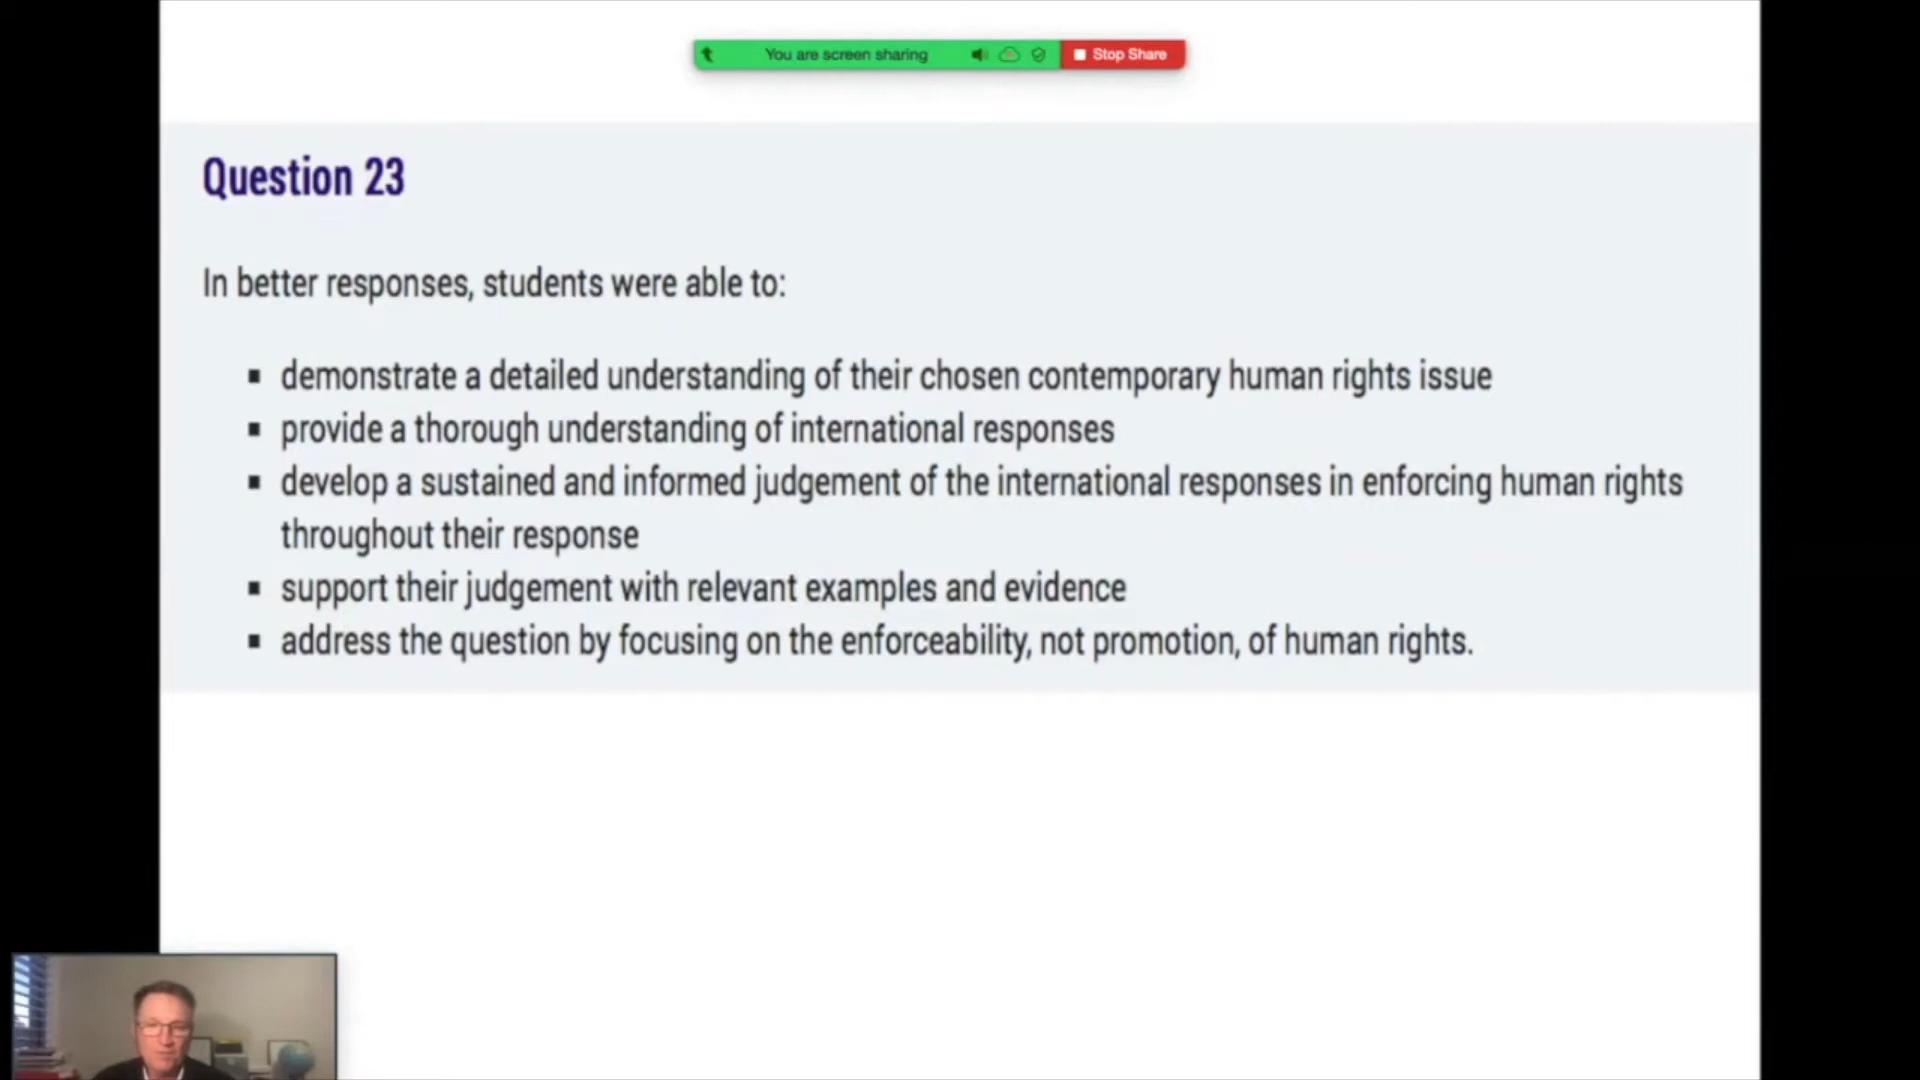 You are screen sharing
Stop Share
Question 23
In better responses, students were able to:
▪ demonstrate a detailed understanding of their chosen contemporary human rights issue
▪ provide a thorough understanding of international responses
▪ develop a sustained and informed judgement of the international responses in enforcing human rights
throughout their response
▪ support their judgement with relevant examples and evidence
▪ address the question by focusing on the enforceability, not promotion, of human rights.